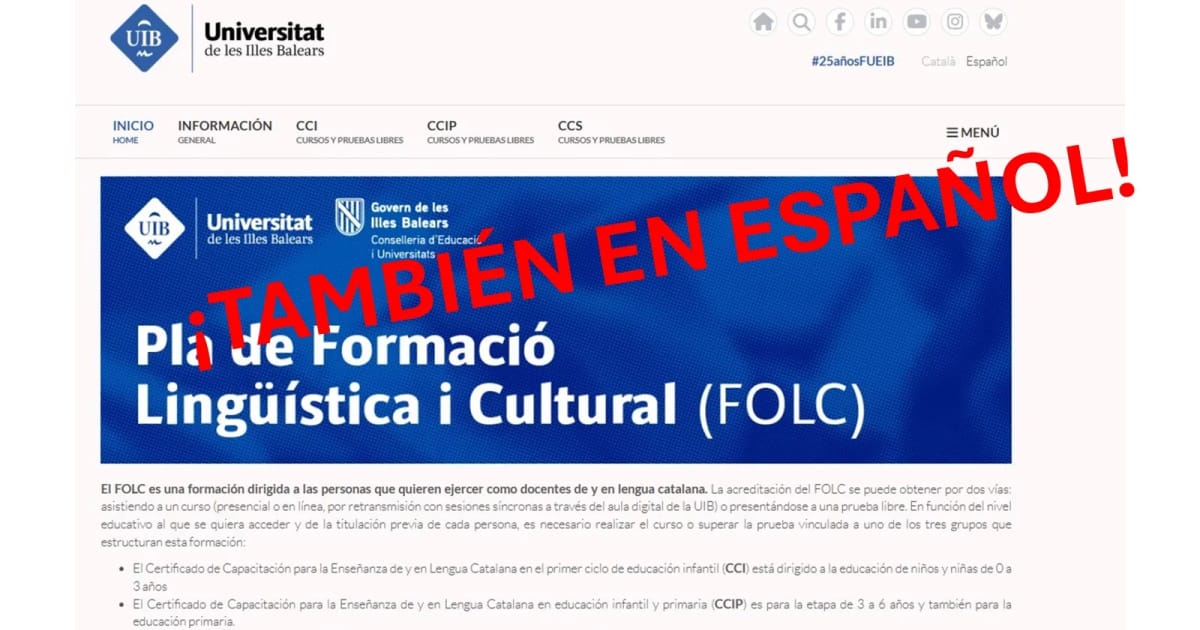 UIB
Universitat
de les Illes Balears
#25añosFUEIB
Català Español
INICIO
HOME
INFORMACIÓN
GENERAL
CCI
CURSOS Y PRUEBAS LIBRES
CCIP
CURSOS Y PRUEBAS LIBRES
CCS
CURSOS Y PRUEBAS LIBRES
MENÚ
UIB
Universitat
de les Illes Balears
Govern de les
Illes Balears
Conselleria d'Educació
i Universitats
¡TAMBIÉN EN ESPAÑOL!
Pla de Formació
Lingüística i Cultural (FOLC)
El FOLC es una formación dirigida a las personas que quieren ejercer como docentes de y en lengua catalana. La acreditación del FOLC se puede obtener por dos vías:
asistiendo a un curso (presencial o en línea, por retransmisión con sesiones síncronas a través del aula digital de la UIB) o presentándose a una prueba libre. En función del nivel
educativo al que se quiera acceder y de la titulación previa de cada persona, es necesario realizar el curso o superar la prueba vinculada a uno de los tres grupos que
estructuran esta formación:
• El Certificado de Capacitación para la Enseñanza de y en Lengua Catalana en el primer ciclo de educación infantil (CCI) está dirigido a la educación de niños y niñas de 0 a
3 años
• El Certificado de Capacitación para la Enseñanza de y en Lengua Catalana en educación infantil y primaria (CCIP) es para la etapa de 3 a 6 años y también para la
educación primaria.